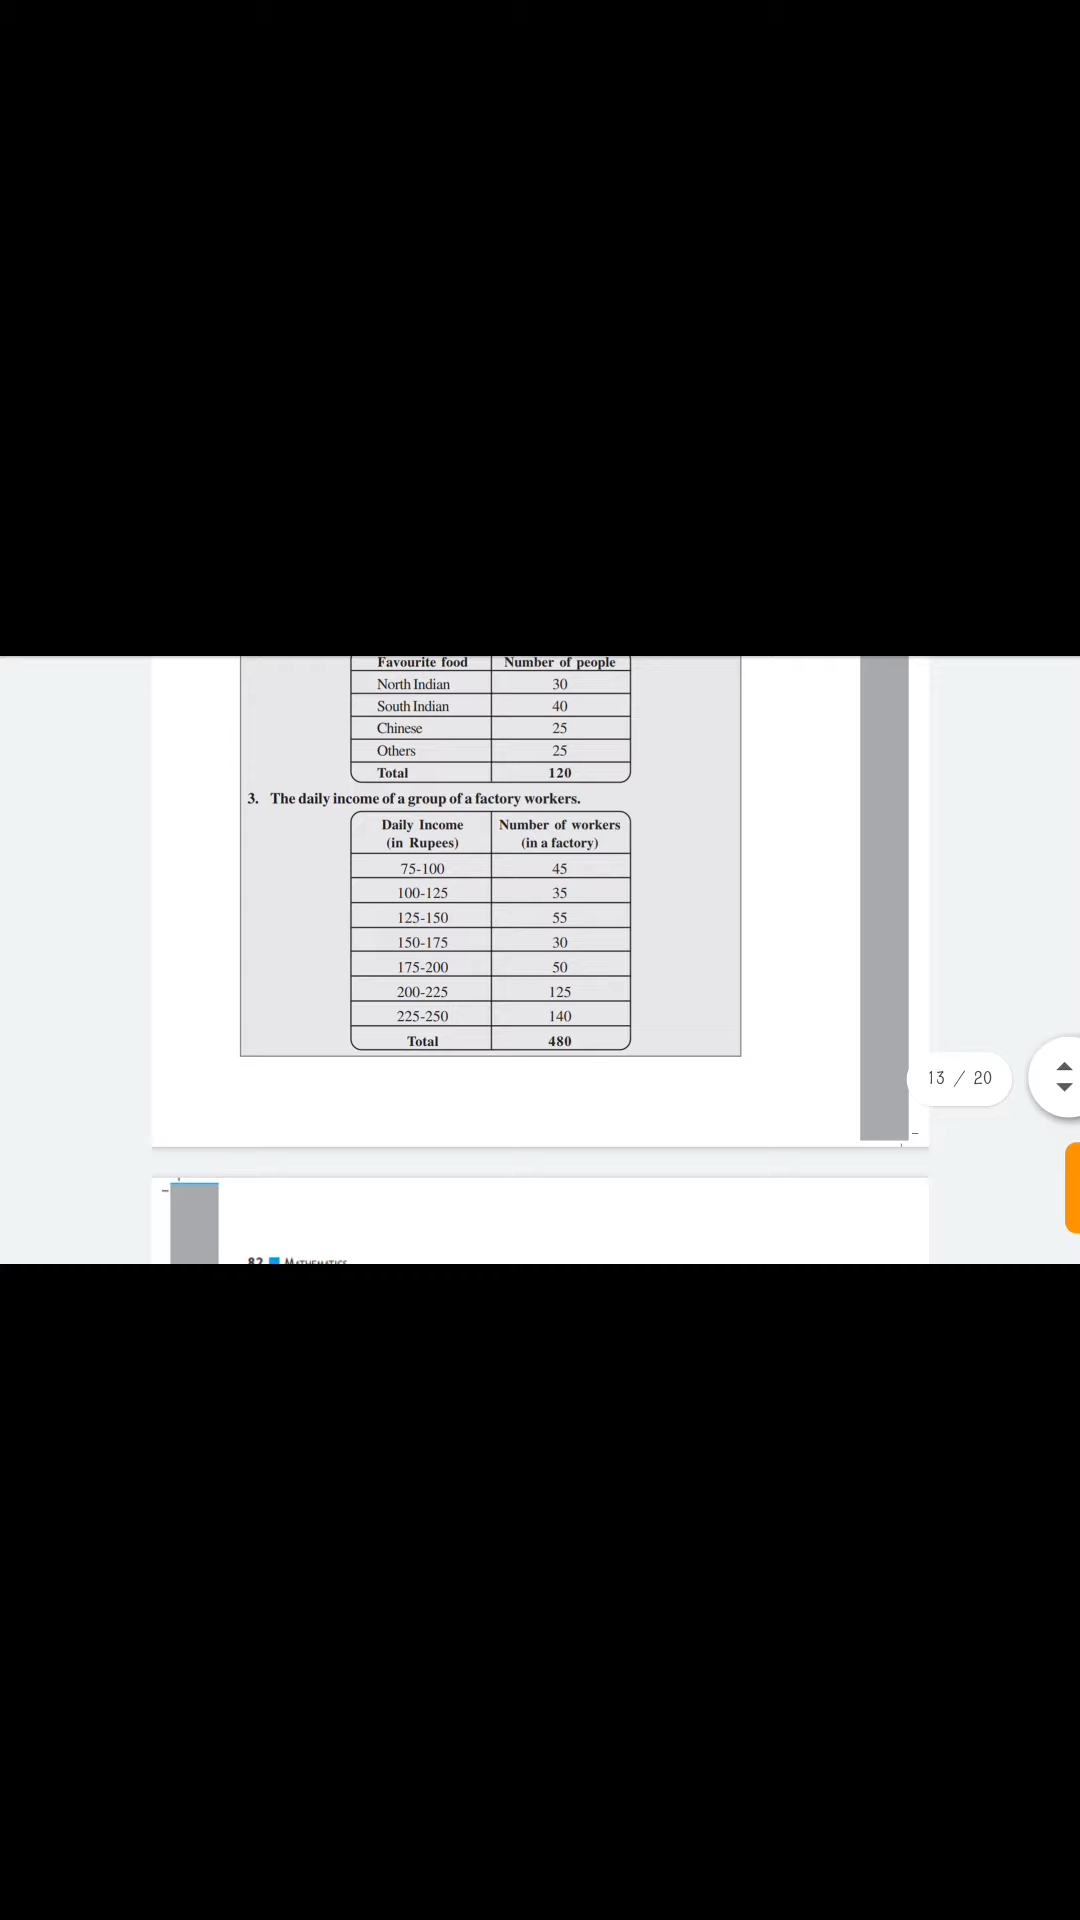 Favourite food Number of people
North Indian 30
South Indian 40
Chinese 25
Others 25
Total 120
3. The daily income of a group of a factory workers.
Daily Income Number of workers
(in Rupees) (in a factory)
75-100 45
100-125 35
125-150 55
150-175 30
175-200 50
200-225 125
225-250 140
Total 480
13 / 20
82 MATHEMATICS